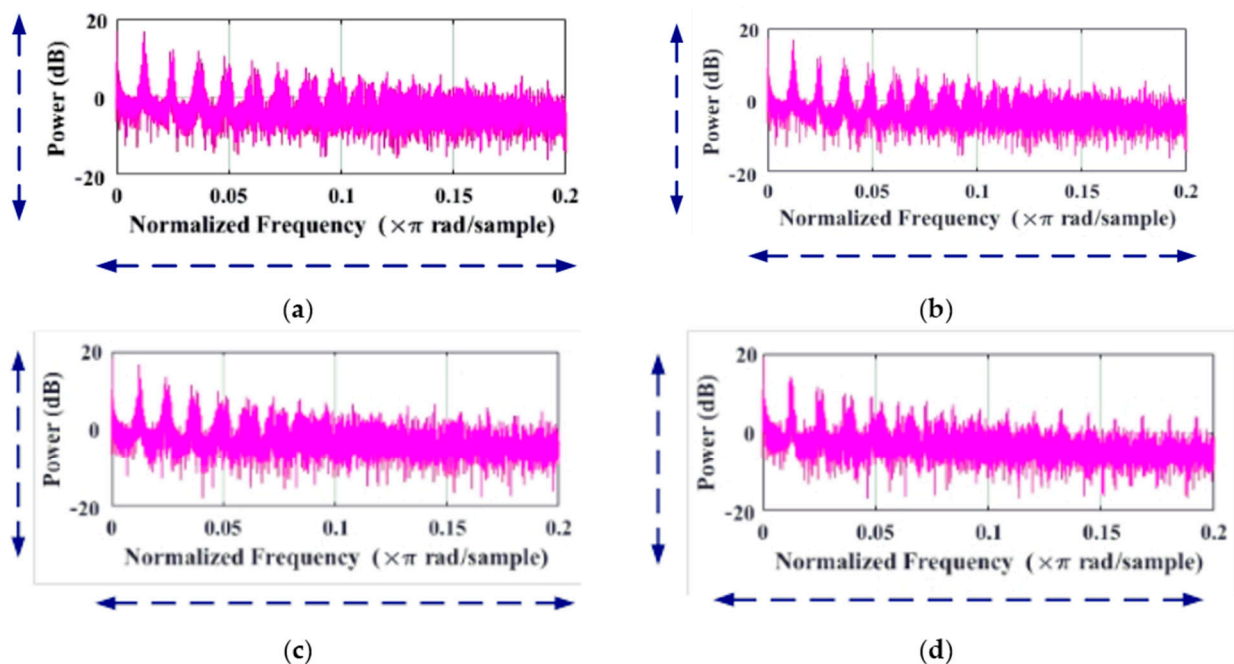 20
0
-20
Power (dB)
0 0.05 0.1 0.15 0.2
Normalized Frequency (×π rad/sample)
(a)
20
0
-20
Power (dB)
0 0.05 0.1 0.15 0.2
Normalized Frequency (×π rad/sample)
(b)
20
0
-20
Power (dB)
0 0.05 0.1 0.15 0.2
Normalized Frequency (×π rad/sample)
(c)
20
0
-20
Power (dB)
0 0.05 0.1 0.15 0.2
Normalized Frequency (×π rad/sample)
(d)